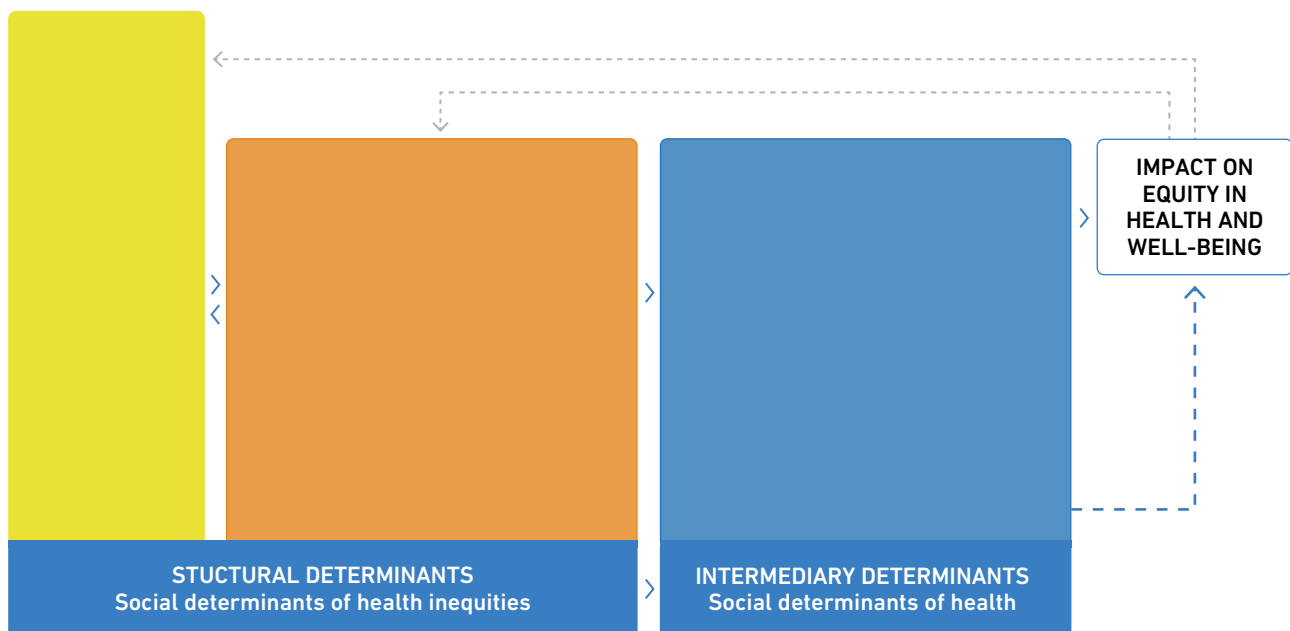 IMPACT ON
EQUITY IN
HEALTH AND
WELL-BEING
STUCTURAL DETERMINANTS
Social determinants of health inequities
INTERMEDIARY DETERMINANTS
Social determinants of health